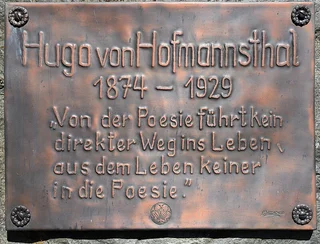 Hugo von Hofmannsthal
1874 – 1929
„Von der Poesie führt kein
direkter Weg ins Leben,
aus dem Leben keiner
in die Poesie."